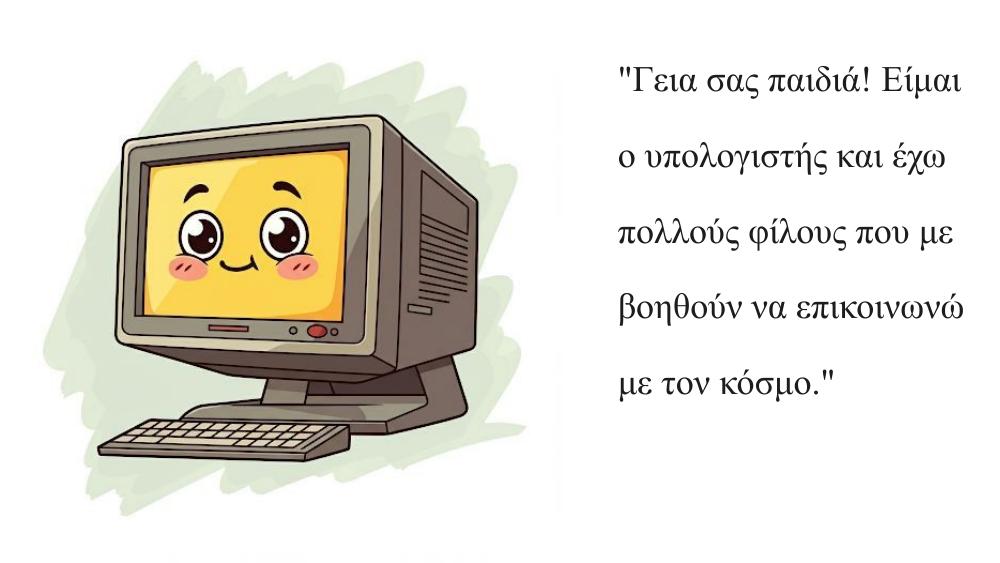 "Γεια σας παιδιά! Είμαι
ο υπολογιστής και έχω
πολλούς φίλους που με
βοηθούν να επικοινωνώ
με τον κόσμο."